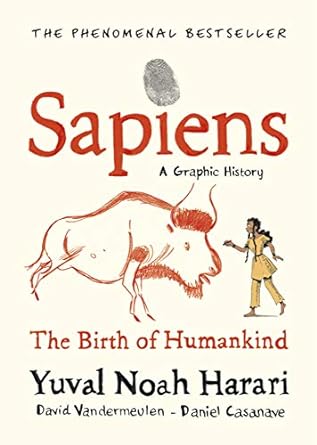 THE PHENOMENAL BESTSELLER
Sapiens
A Graphic History
The Birth of Humankind
Yuval Noah Harari
David Vandermeulen – Daniel Casanave